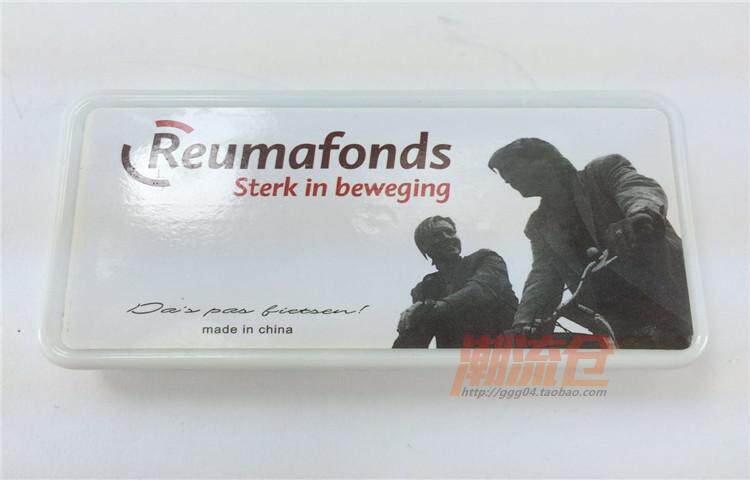 Reumafonds
Sterk in beweging
Da's pas fietsen!
made in china
潮流仓
http://ggg04.taobao.com